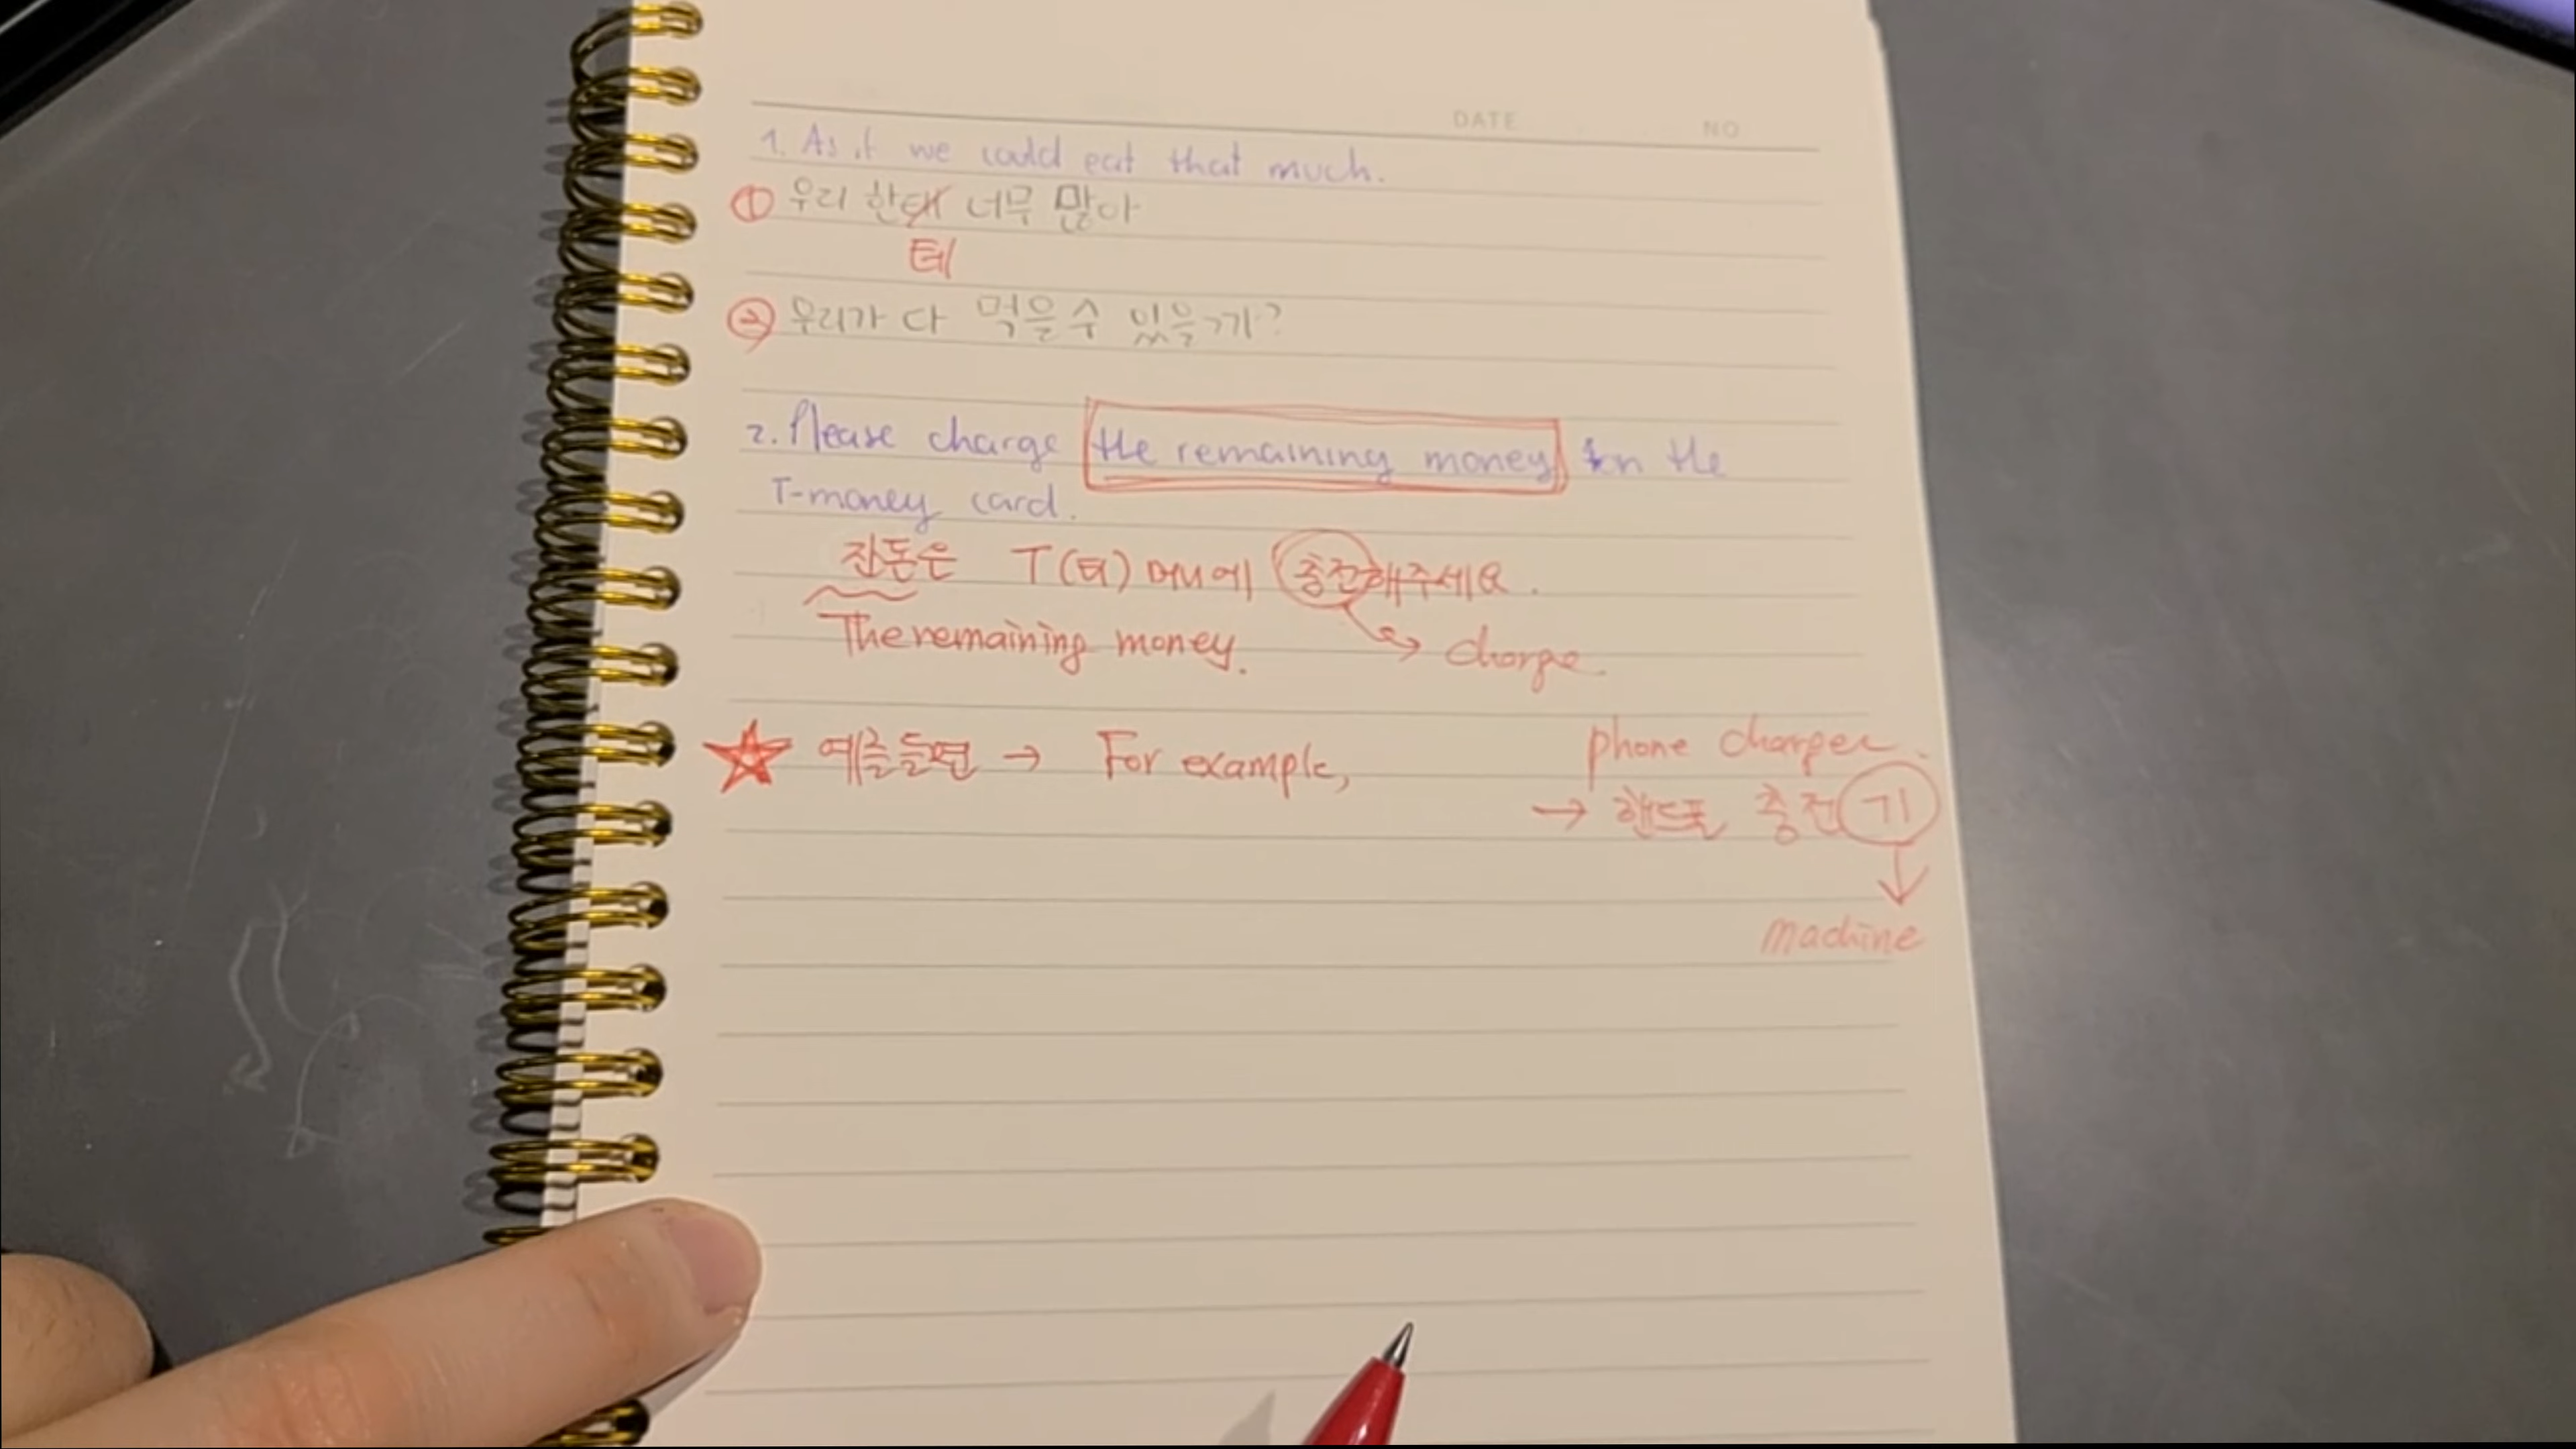 DATE NO
1. As if we could eat that much.
① 우리 한태 너무 많아
테
② 우리가 다 먹을수 있을까?
2. Please charge the remaining money on the
T-money card.
잔돈은 T(티)머니에 충전해주세요.
The remaining money. charge
phone charger.
★ 예를들면 → For example,
→ 핸드폰 충전기
machine